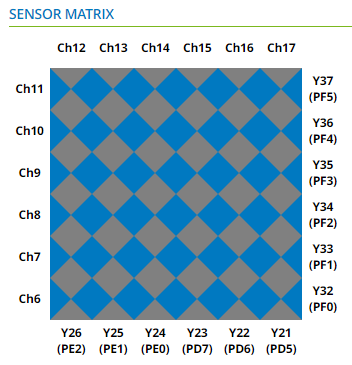 SENSOR MATRIX
Ch12 Ch13 Ch14 Ch15 Ch16 Ch17
Ch11
Y37
(PF5)
Ch10
Y36
(PF4)
Ch9
Y35
(PF3)
Ch8
Y34
(PF2)
Ch7
Y33
(PF1)
Ch6
Y32
(PF0)
Y26 Y25 Y24 Y23 Y22 Y21
(PE2) (PE1) (PE0) (PD7) (PD6) (PD5)